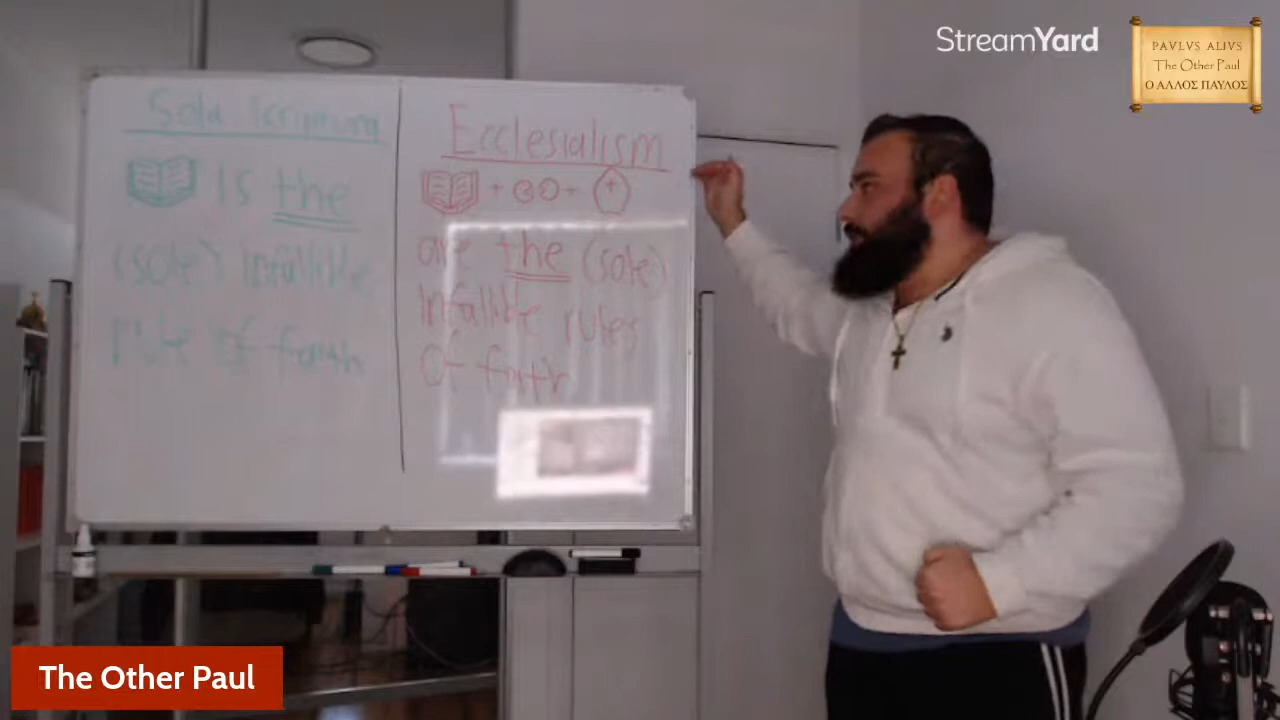 StreamYard
PAVLVS ALIVS
The Other Paul
Ο ΑΛΛΟΣ ΠΑΥΛΟΣ
Sola Scriptura
is the
(sole) infallible
rule of faith
Ecclesialism
+ +
are the (sole)
infallible rules
of faith
The Other Paul